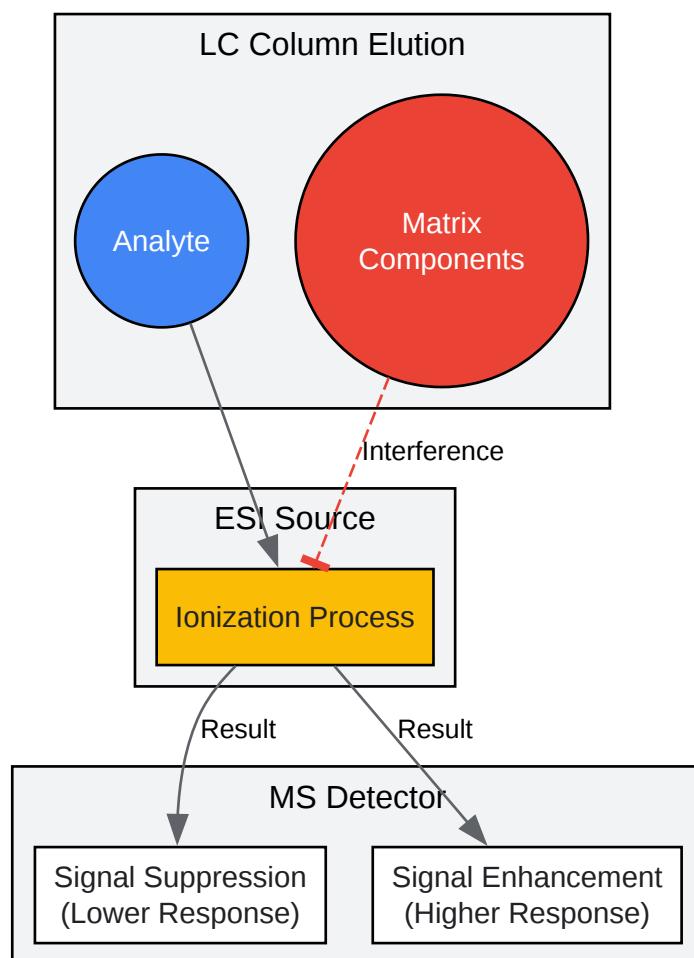 LC Column Elution
Analyte
Matrix
Components
Interference
ESI Source
Ionization Process
Result
Result
MS Detector
Signal Suppression
(Lower Response)
Signal Enhancement
(Higher Response)